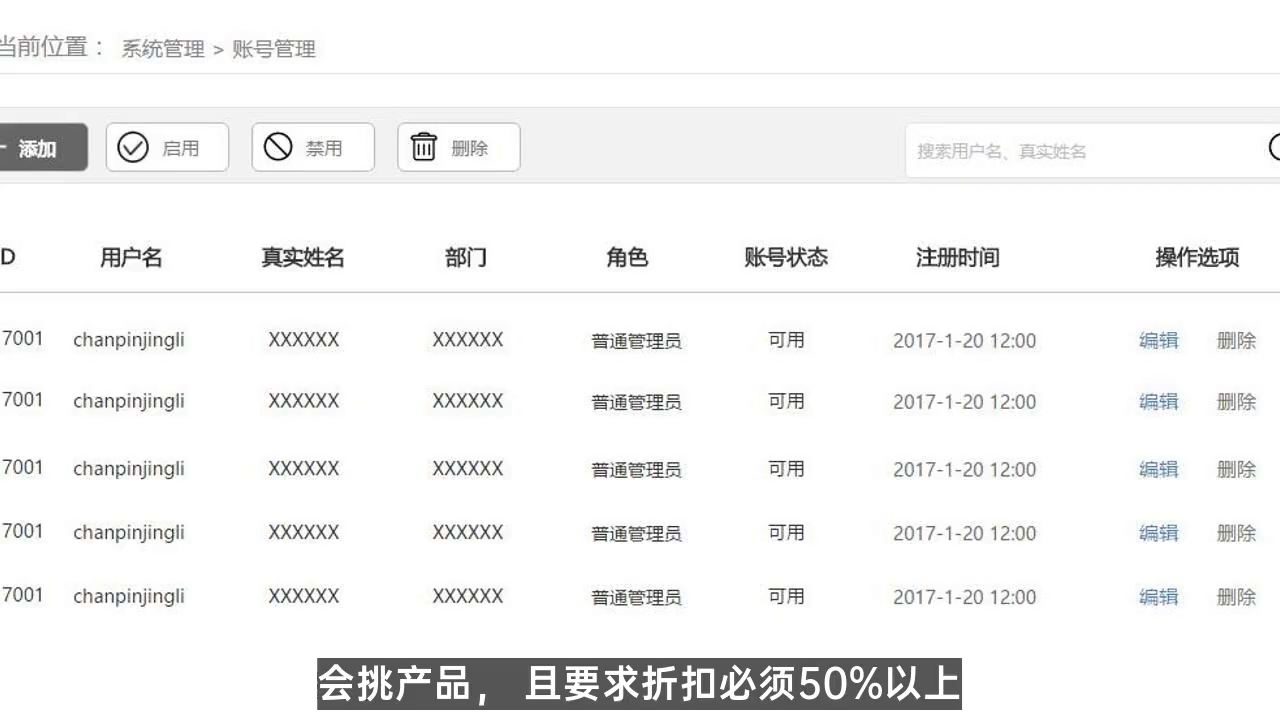 当前位置： 系统管理 > 账号管理
添加 启用 禁用 删除 搜索用户名、真实姓名
D 用户名 真实姓名 部门 角色 账号状态 注册时间 操作选项
7001 chanpinjingli XXXXXX XXXXXX 普通管理员 可用 2017-1-20 12:00 编辑 删除
7001 chanpinjingli XXXXXX XXXXXX 普通管理员 可用 2017-1-20 12:00 编辑 删除
7001 chanpinjingli XXXXXX XXXXXX 普通管理员 可用 2017-1-20 12:00 编辑 删除
7001 chanpinjingli XXXXXX XXXXXX 普通管理员 可用 2017-1-20 12:00 编辑 删除
7001 chanpinjingli XXXXXX XXXXXX 普通管理员 可用 2017-1-20 12:00 编辑 删除
会挑产品，且要求折扣必须50%以上